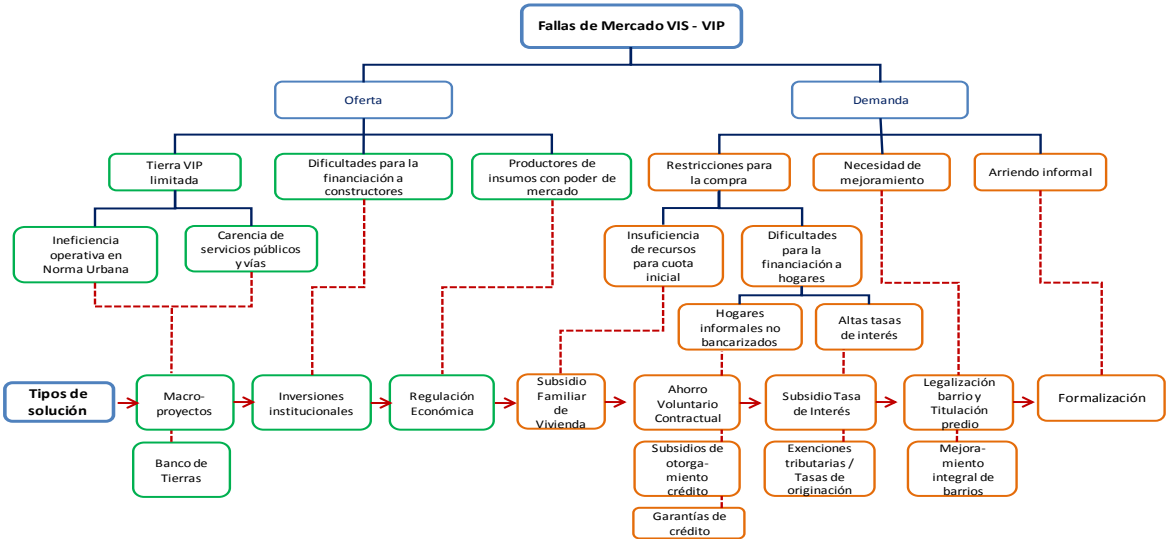 Fallas de Mercado VIS - VIP
Oferta
Demanda
Tierra VIP
limitada
Dificultades para la
financiación a
constructores
Productores de
insumos con poder de
mercado
Restricciones para
la compra
Necesidad de
mejoramiento
Arriendo informal
Ineficiencia
operativa en
Norma Urbana
Carencia de
servicios públicos
y vías
Insuficiencia
de recursos
para cuota
inicial
Dificultades
para la
financiación a
hogares
Hogares
informales no
bancarizados
Altas tasas
de interés
Tipos de
solución
Macro-
proyectos
Inversiones
institucionales
Regulación
Económica
Subsidio
Familiar
de
Vivienda
Ahorro
Voluntario
Contractual
Subsidio Tasa
de Interés
Legalización
barrio y
Titulación
predio
Formalización
Banco de
Tierras
Subsidios de
otorga-
miento
crédito
Exenciones
tributarias /
Tasas de
originación
Mejora-
miento
integral de
barrios
Garantías de
crédito